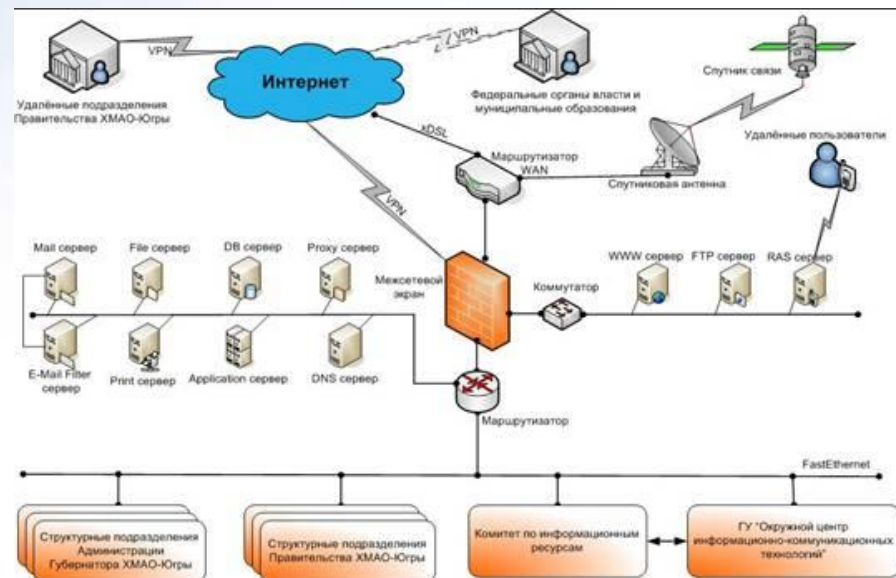 VPN
VPN
Интернет
Удалённые подразделения
Правительства ХМАО-Югры
Федеральные органы власти и
муниципальные образования
Спутник связи
xDSL
Маршрутизатор
WAN
Спутниковая антенна
Удалённые пользователи
VPN
Mail сервер
File сервер
DB сервер
Proxy сервер
Межсетевой
экран
Коммутатор
WWW сервер
FTP сервер
RAS сервер
E-Mail Filter
сервер
Print сервер
Application сервер
DNS сервер
Маршрутизатор
FastEthernet
Структурные подразделения
Администрации
Губернатора ХМАО-Югры
Структурные подразделения
Правительства ХМАО-Югры
Комитет по информационным
ресурсам
ГУ "Окружной центр
информационно-коммуникационных
технологий"